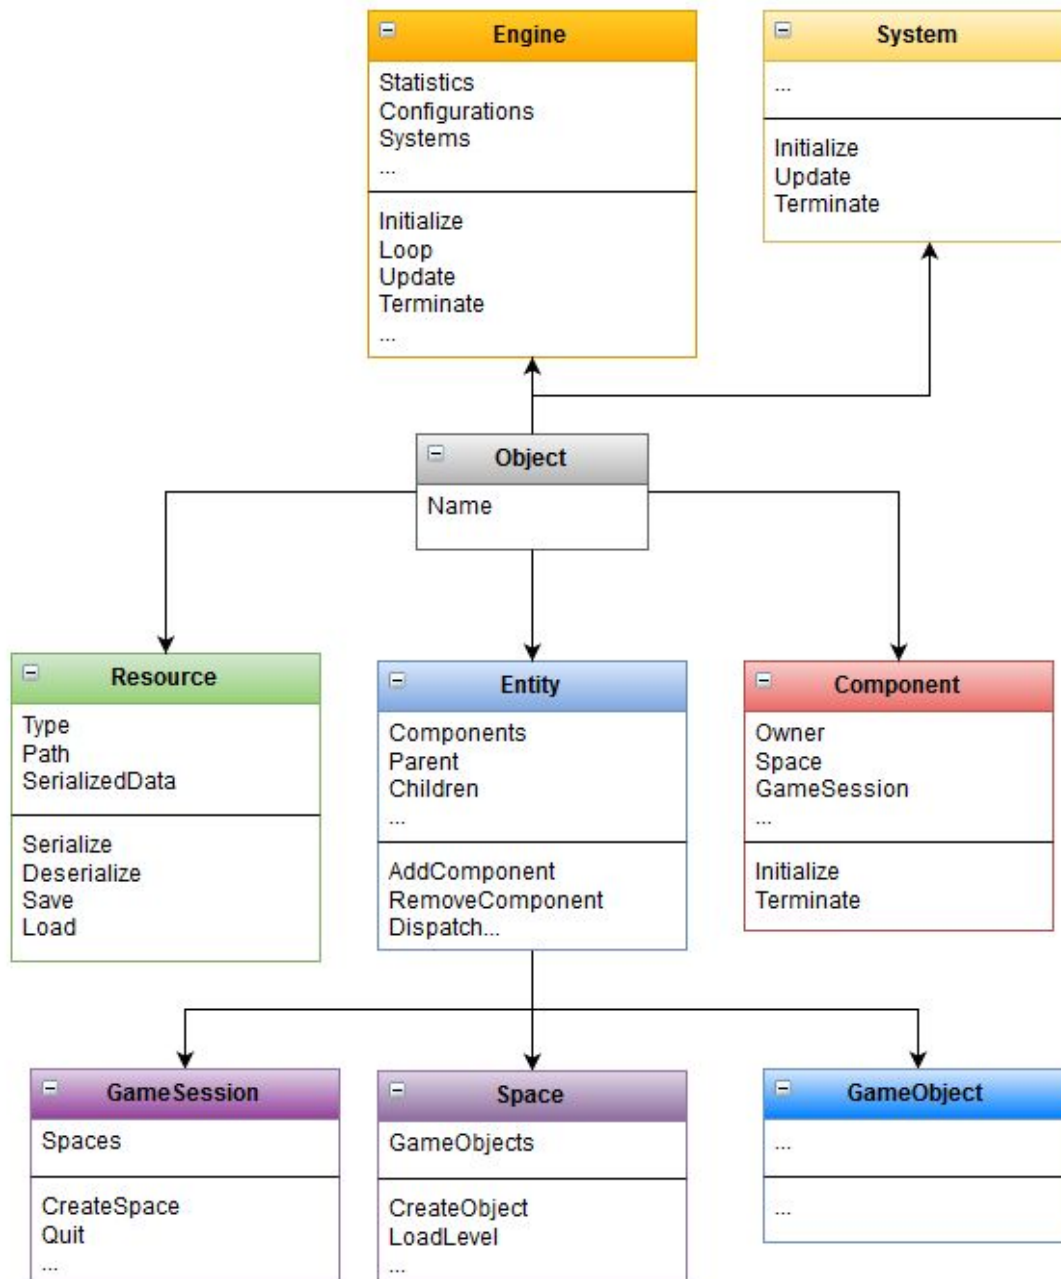 Engine
Statistics
Configurations
Systems
...
Initialize
Loop
Update
Terminate
...
System
...
Initialize
Update
Terminate
Object
Name
Resource
Type
Path
SerializedData
Serialize
Deserialize
Save
Load
Entity
Components
Parent
Children
...
AddComponent
RemoveComponent
Dispatch...
Component
Owner
Space
GameSession
...
Initialize
Terminate
GameSession
Spaces
CreateSpace
Quit
...
Space
GameObjects
CreateObject
LoadLevel
...
GameObject
...
...